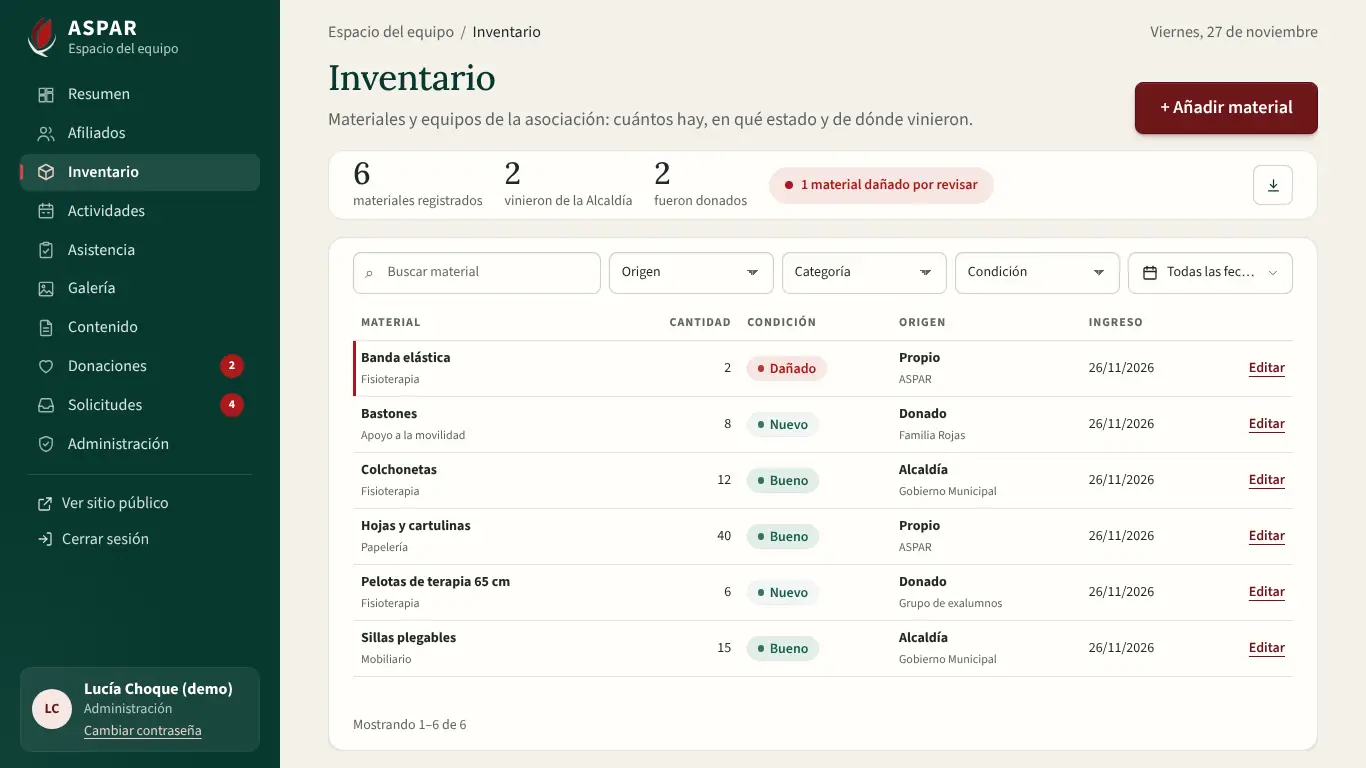 ASPAR
Espacio del equipo
Resumen
Afiliados
Inventario
Actividades
Asistencia
Galería
Contenido
Donaciones 2
Solicitudes 4
Administración
Ver sitio público
Cerrar sesión
LC
Lucía Choque (demo)
Administración
Cambiar contraseña
Espacio del equipo / Inventario
Viernes, 27 de noviembre
Inventario
Materiales y equipos de la asociación: cuántos hay, en qué estado y de dónde vinieron.
+ Añadir material
6
materiales registrados
2
vinieron de la Alcaldía
2
fueron donados
1 material dañado por revisar
Buscar material
Origen
Categoría
Condición
Todas las fec...
MATERIAL CANTIDAD CONDICIÓN ORIGEN INGRESO
Banda elástica 2 Dañado Propio 26/11/2026 Editar
Fisioterapia ASPAR
Bastones 8 Nuevo Donado 26/11/2026 Editar
Apoyo a la movilidad Familia Rojas
Colchonetas 12 Bueno Alcaldía 26/11/2026 Editar
Fisioterapia Gobierno Municipal
Hojas y cartulinas 40 Bueno Propio 26/11/2026 Editar
Papelería ASPAR
Pelotas de terapia 65 cm 6 Nuevo Donado 26/11/2026 Editar
Fisioterapia Grupo de exalumnos
Sillas plegables 15 Bueno Alcaldía 26/11/2026 Editar
Mobiliario Gobierno Municipal
Mostrando 1–6 de 6